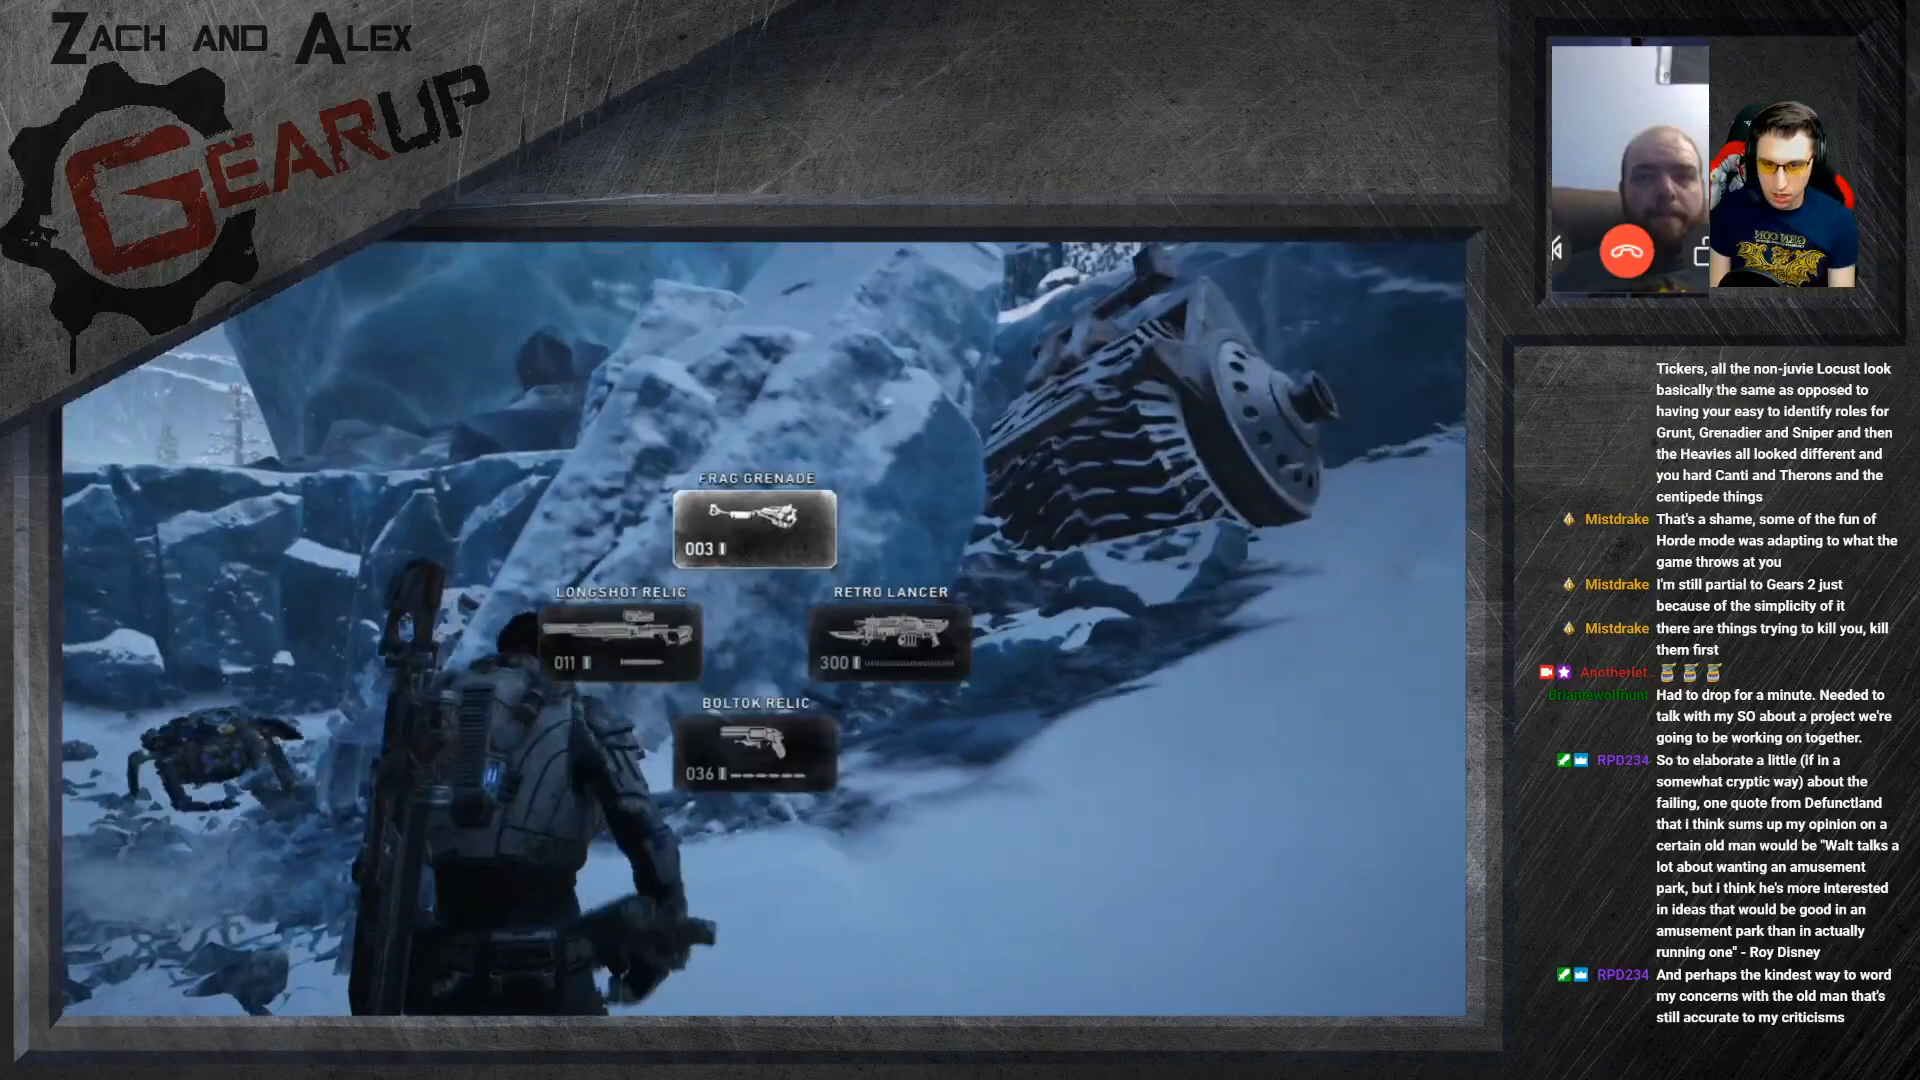 ZACH AND ALEX
GEARUP
FRAG GRENADE
003
LONGSHOT RELIC
011
RETRO LANCER
300
BOLTOK RELIC
036
Tickers, all the non-juvie Locust look
basically the same as opposed to
having your easy to identify roles for
Grunt, Grenadier and Sniper and then
the Heavies all looked different and
you hard Canti and Therons and the
centipede things
Mistdrake That's a shame, some of the fun of
Horde mode was adapting to what the
game throws at you
Mistdrake I'm still partial to Gears 2 just
because of the simplicity of it
Mistdrake there are things trying to kill you, kill
them first
Anotherlet...
Brianlewolfhunt Had to drop for a minute. Needed to
talk with my SO about a project we're
going to be working on together.
RPD234 So to elaborate a little (if in a
somewhat cryptic way) about the
failing, one quote from Defunctland
that i think sums up my opinion on a
certain old man would be "Walt talks a
lot about wanting an amusement
park, but i think he's more interested
in ideas that would be good in an
amusement park than in actually
running one" - Roy Disney
RPD234 And perhaps the kindest way to word
my concerns with the old man that's
still accurate to my criticisms